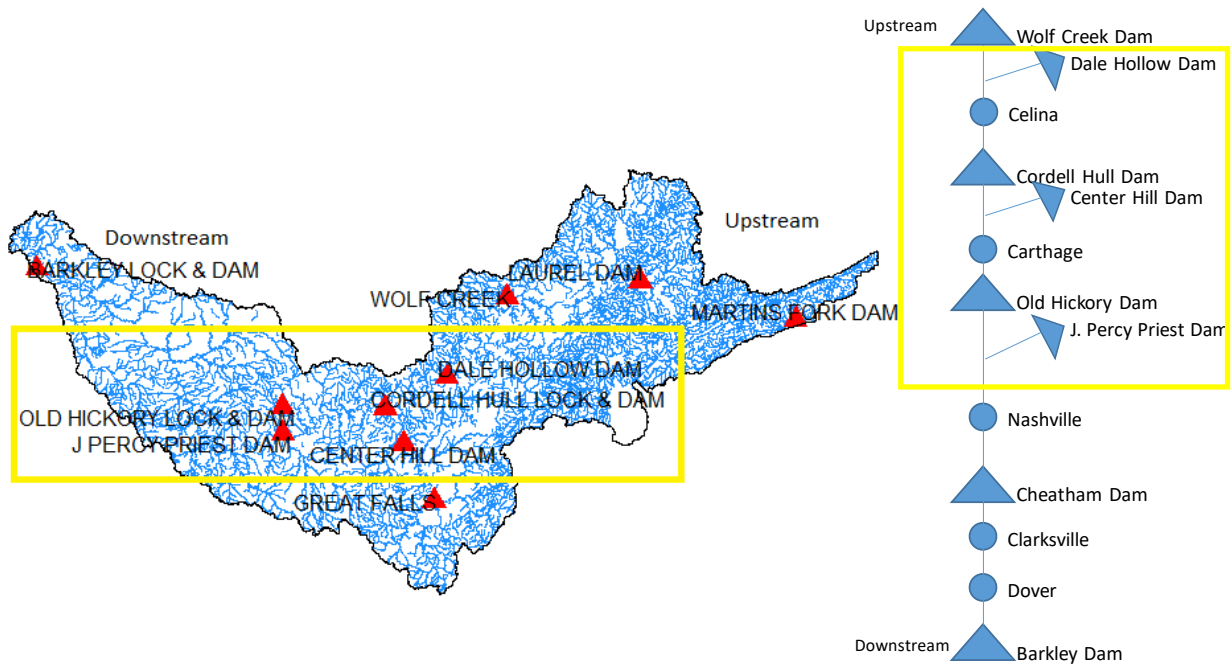 Downstream
Upstream
BARKLEY LOCK & DAM
LAUREL DAM
WOLF CREEK
MARTINS FORK DAM
DALE HOLLOW DAM
CORDELL HULL LOCK & DAM
OLD HICKORY LOCK & DAM
J PERCY PRIEST DAM
CENTER HILL DAM
GREAT FALLS
Upstream
Wolf Creek Dam
Dale Hollow Dam
Celina
Cordell Hull Dam
Center Hill Dam
Carthage
Old Hickory Dam
J. Percy Priest Dam
Nashville
Cheatham Dam
Clarksville
Dover
Downstream
Barkley Dam